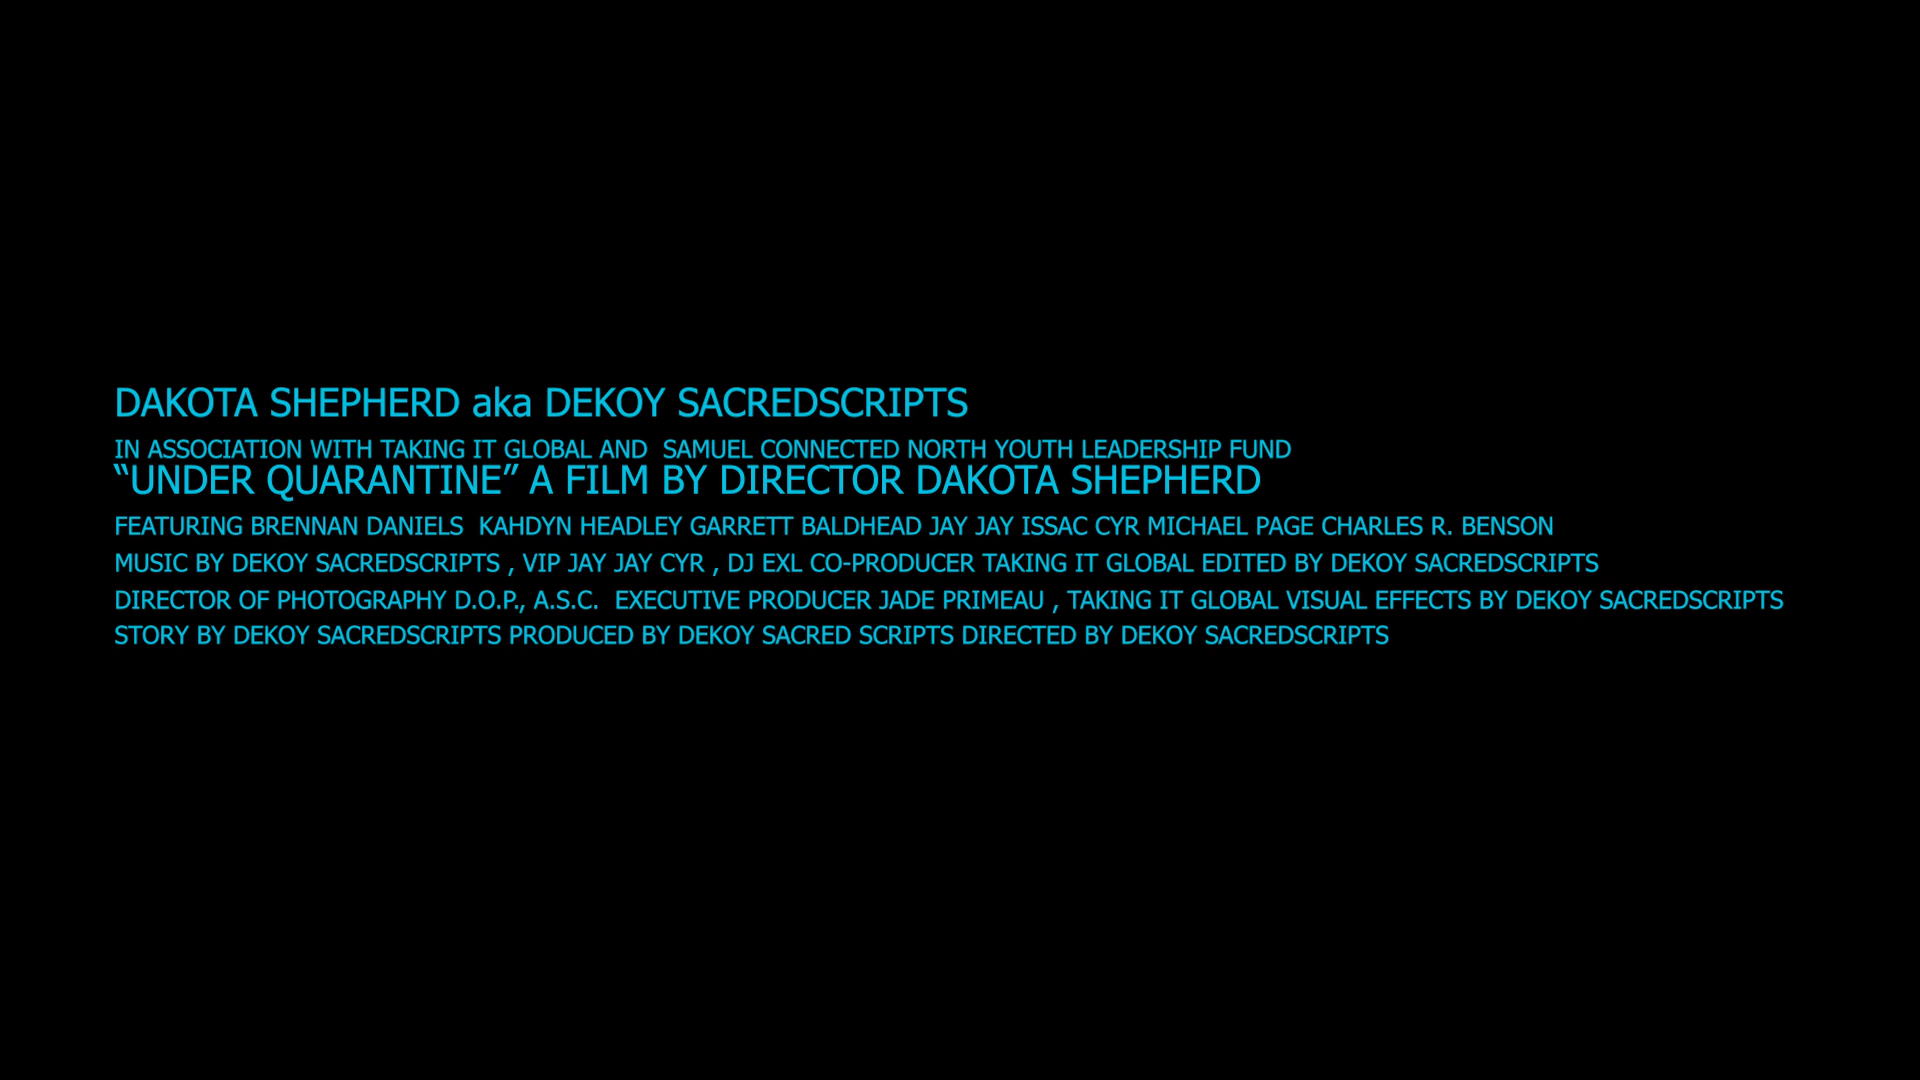 DAKOTA SHEPHERD aka DEKOY SACREDSCRIPTS
IN ASSOCIATION WITH TAKING IT GLOBAL AND  SAMUEL CONNECTED NORTH YOUTH LEADERSHIP FUND
“UNDER QUARANTINE” A FILM BY DIRECTOR DAKOTA SHEPHERD
FEATURING BRENNAN DANIELS  KAHDYN HEADLEY GARRETT BALDHEAD JAY JAY ISSAC CYR MICHAEL PAGE CHARLES R. BENSON
MUSIC BY DEKOY SACREDSCRIPTS , VIP JAY JAY CYR , DJ EXL CO-PRODUCER TAKING IT GLOBAL EDITED BY DEKOY SACREDSCRIPTS
DIRECTOR OF PHOTOGRAPHY D.O.P., A.S.C.  EXECUTIVE PRODUCER JADE PRIMEAU , TAKING IT GLOBAL VISUAL EFFECTS BY DEKOY SACREDSCRIPTS
STORY BY DEKOY SACREDSCRIPTS PRODUCED BY DEKOY SACRED SCRIPTS DIRECTED BY DEKOY SACREDSCRIPTS